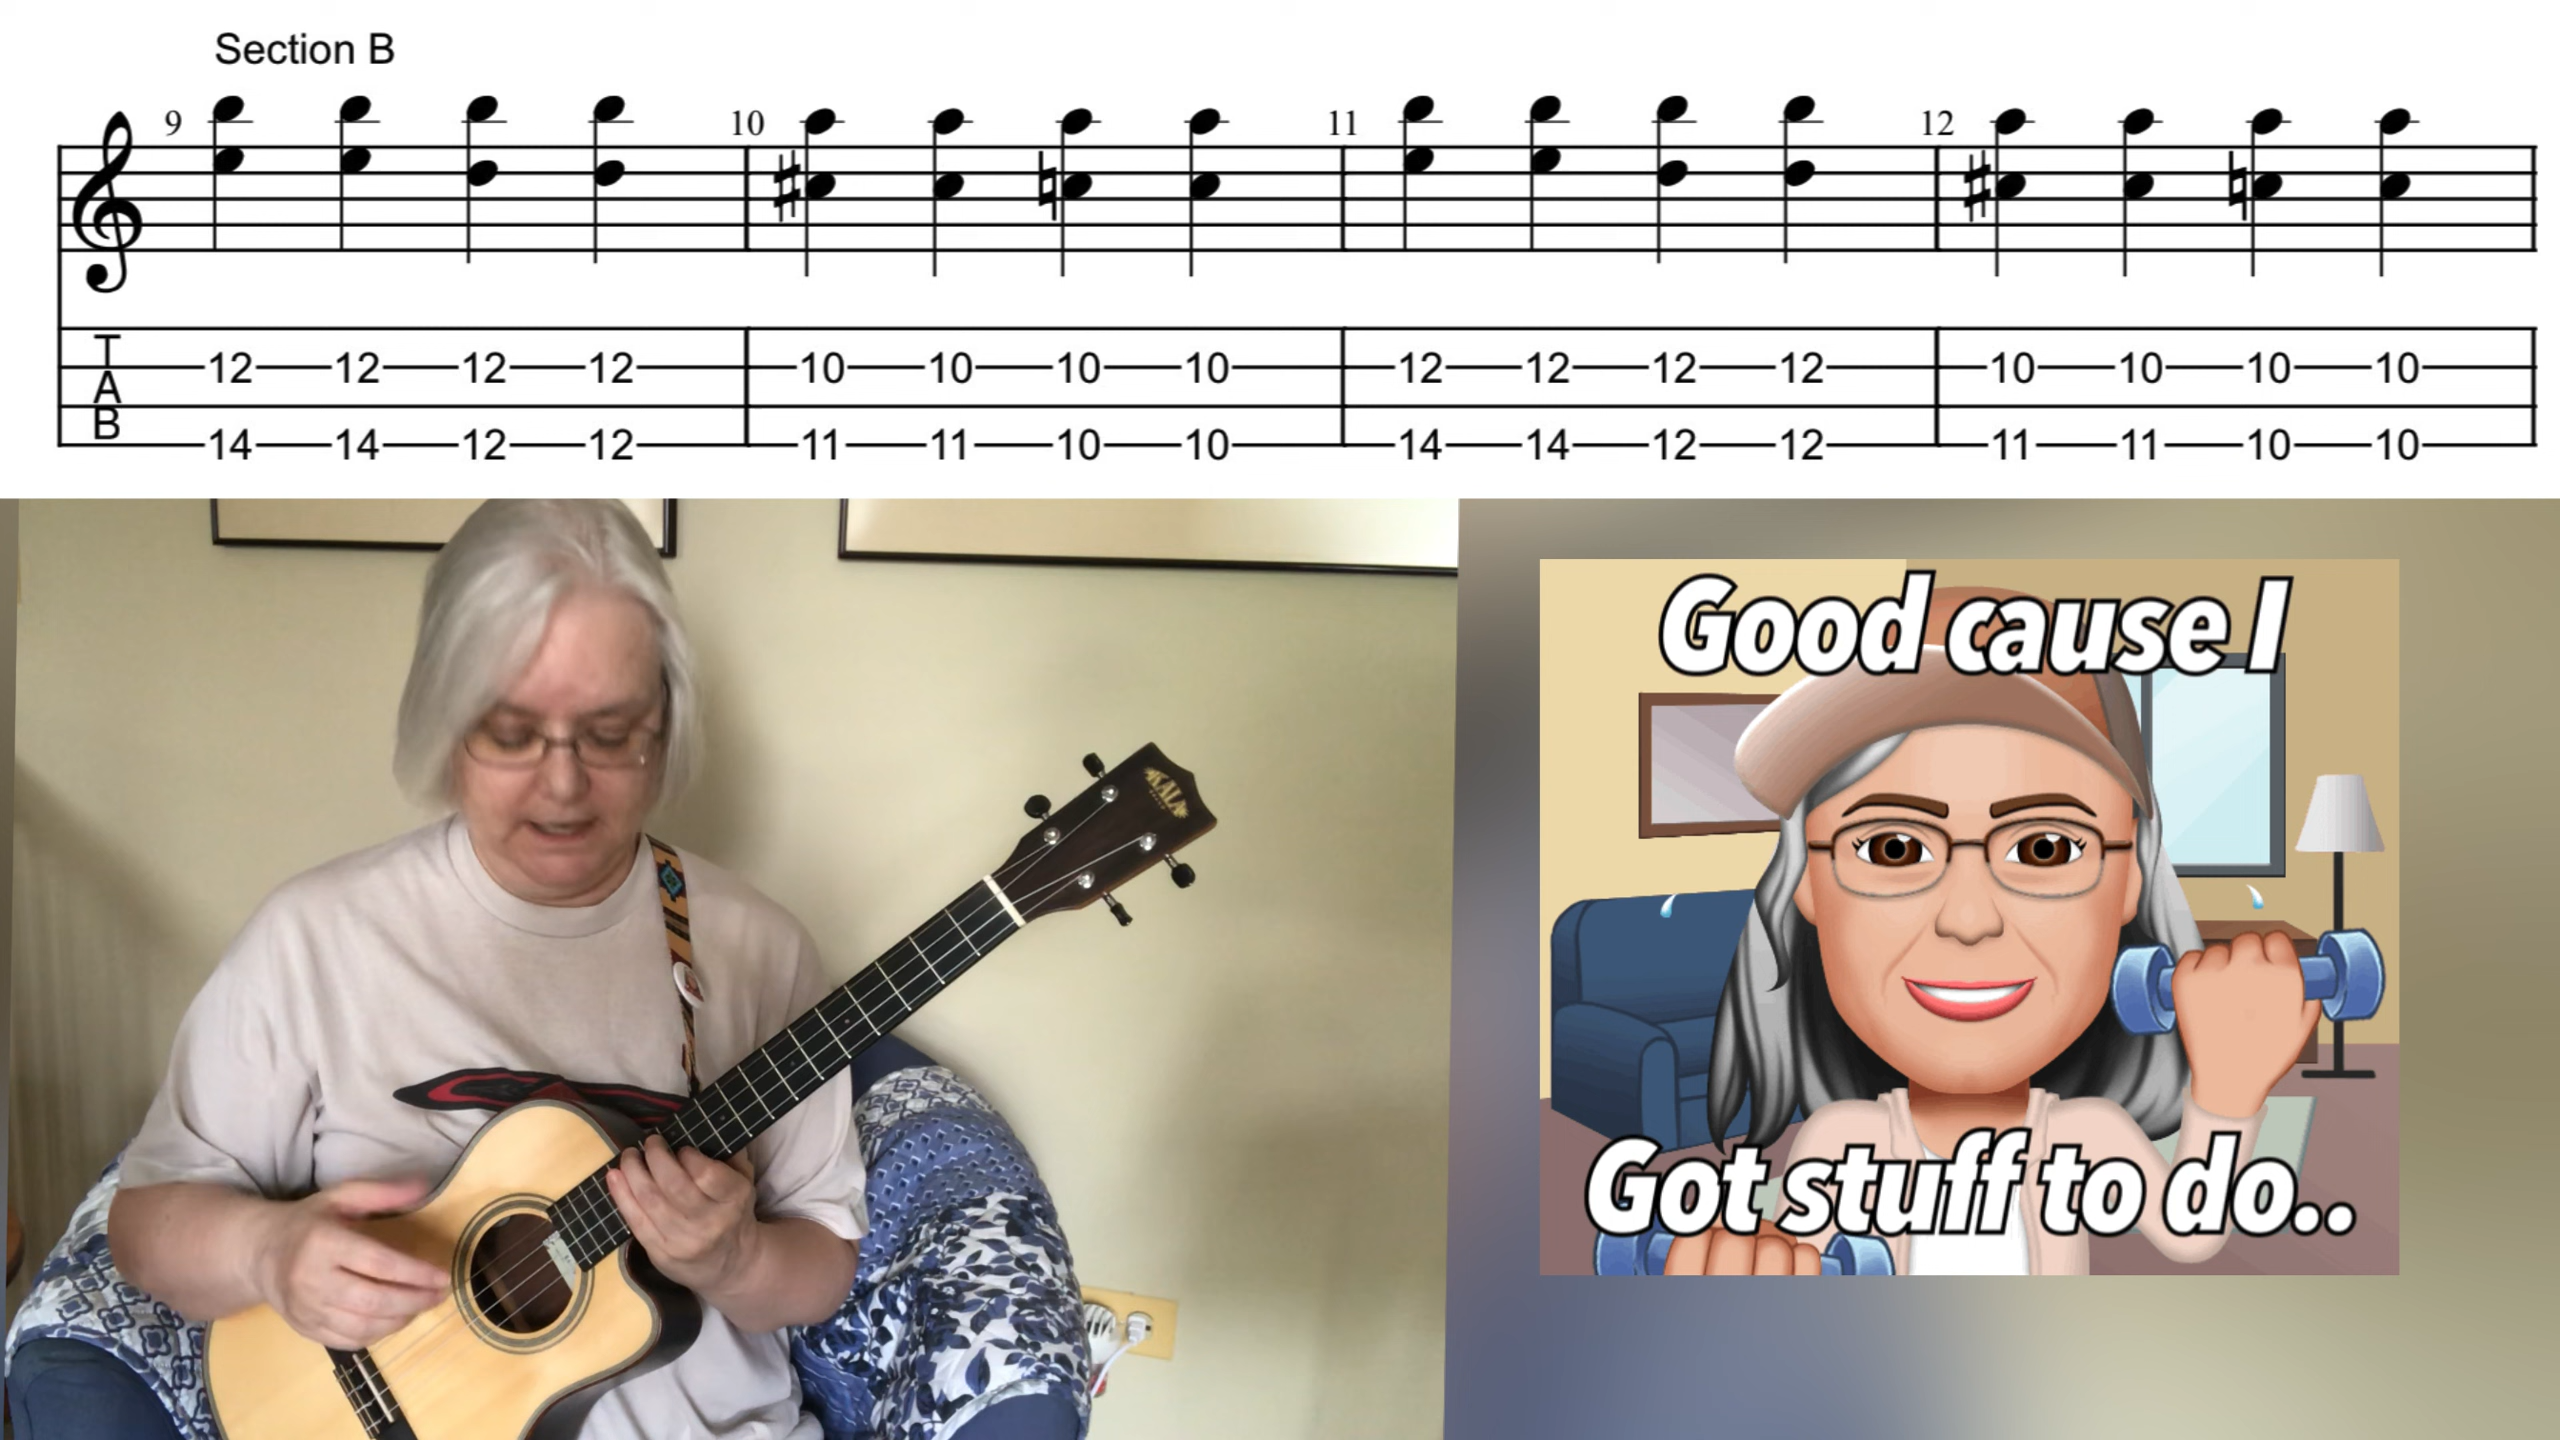 Section B
9 10 11 12
T
A
B
12 12 12 12 10 10 10 10 12 12 12 12 10 10 10 10
14 14 12 12 11 11 10 10 14 14 12 12 11 11 10 10
KALA
Good cause I
Got stuff to do..